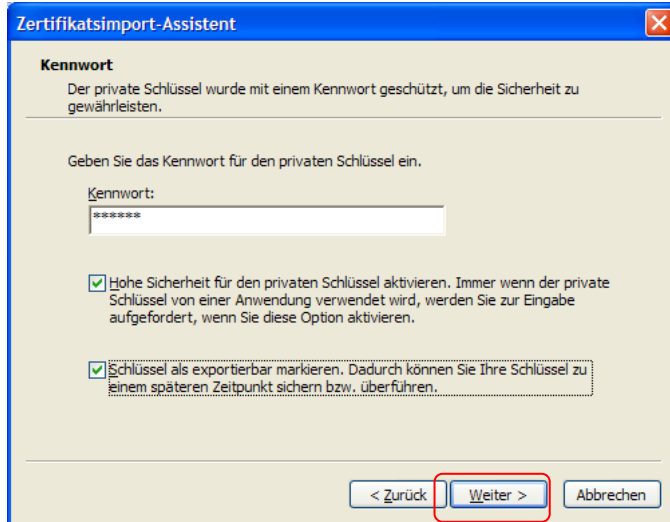 Zertifikatsimport-Assistent
Kennwort
Der private Schlüssel wurde mit einem Kennwort geschützt, um die Sicherheit zu
gewährleisten.
Geben Sie das Kennwort für den privaten Schlüssel ein.
Kennwort:
******
Hohe Sicherheit für den privaten Schlüssel aktivieren. Immer wenn der private
Schlüssel von einer Anwendung verwendet wird, werden Sie zur Eingabe
aufgefordert, wenn Sie diese Option aktivieren.
Schlüssel als exportierbar markieren. Dadurch können Sie Ihre Schlüssel zu
einem späteren Zeitpunkt sichern bzw. überführen.
< Zurück Weiter > Abbrechen